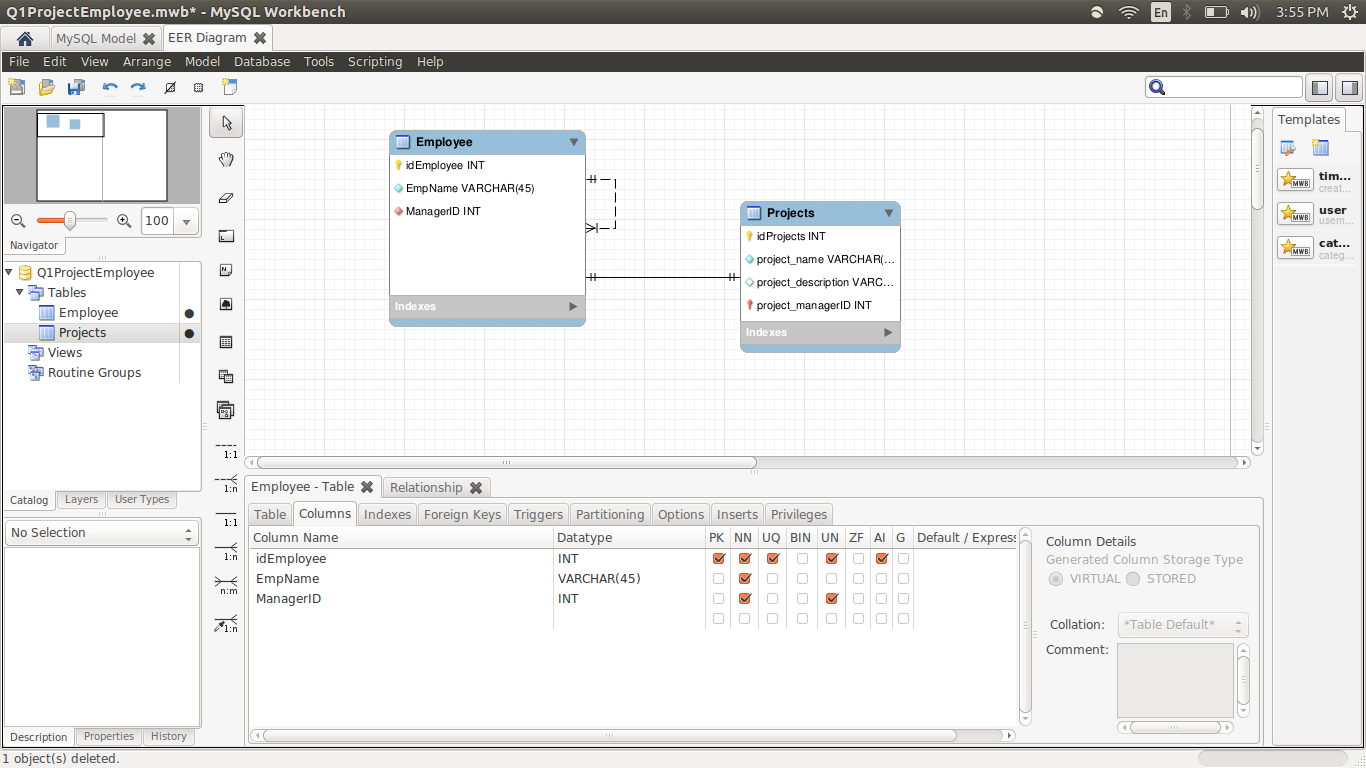 Q1ProjectEmployee.mwb* - MySQL Workbench
En
3:55 PM
MySQL Model
EER Diagram
File Edit View Arrange Model Database Tools Scripting Help
100
Navigator
Q1ProjectEmployee
Tables
Employee
Projects
Views
Routine Groups
Catalog Layers User Types
No Selection
Description Properties History
1:1
1:n
1:1
1:n
n:m
1:n
Employee
idEmployee INT
EmpName VARCHAR(45)
ManagerID INT
Indexes
Projects
idProjects INT
project_name VARCHAR(...
project_description VARC...
project_managerID INT
Indexes
Templates
MWB
tim...
creat...
MWB
user
usern...
MWB
cat...
categ...
Employee - Table Relationship
Table Columns Indexes Foreign Keys Triggers Partitioning Options Inserts Privileges
Column Name Datatype PK NN UQ BIN UN ZF AI G Default / Express
idEmployee INT
EmpName VARCHAR(45)
ManagerID INT
Column Details
Generated Column Storage Type
VIRTUAL STORED
Collation: *Table Default*
Comment:
1 object(s) deleted.